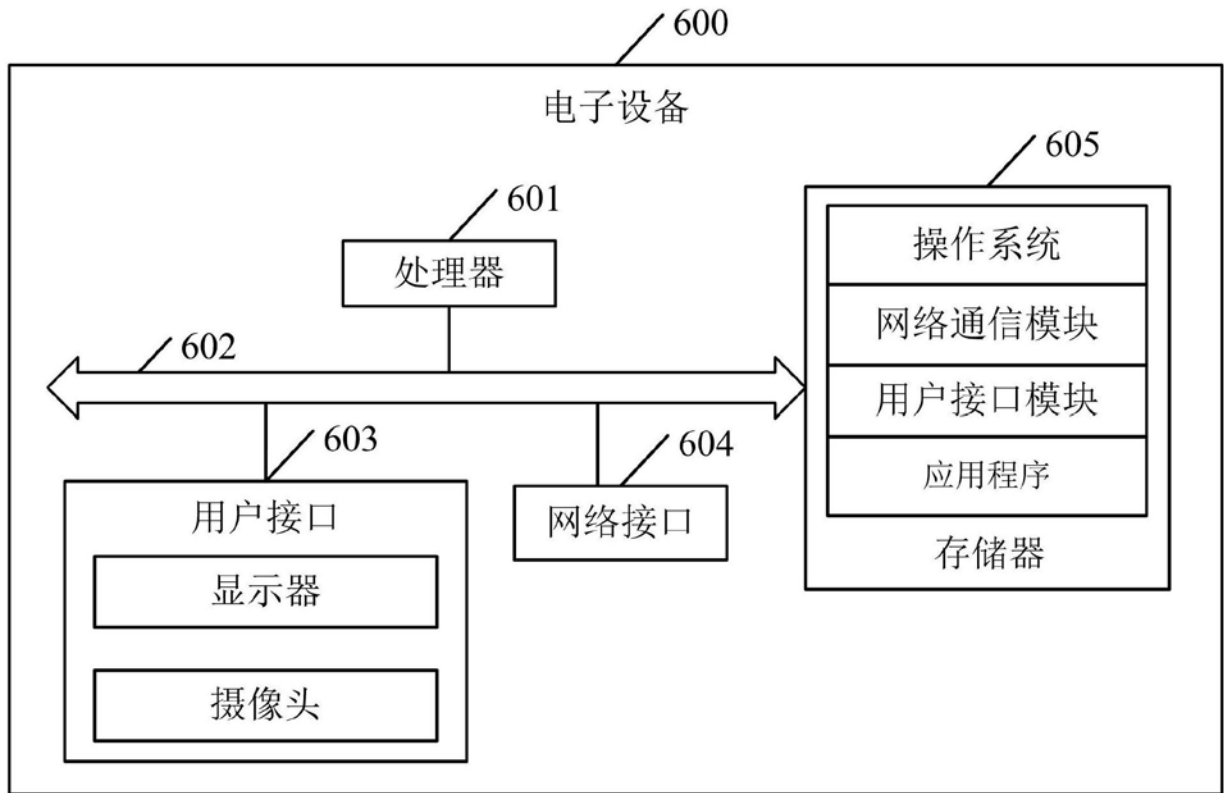 600
电子设备
605
601
操作系统
处理器
网络通信模块
602
用户接口模块
603
604
应用程序
用户接口
网络接口
存储器
显示器
摄像头